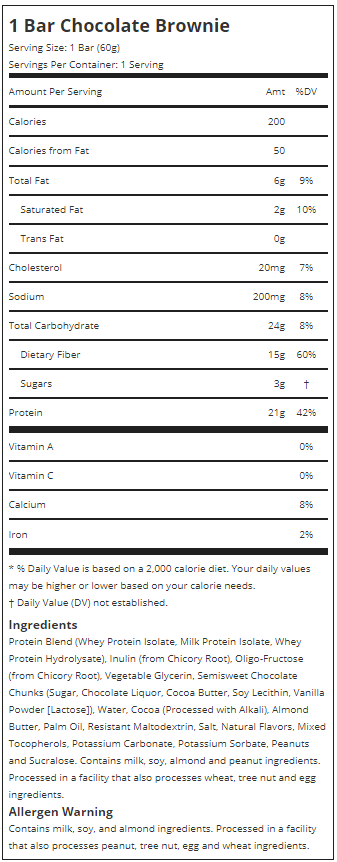 1 Bar Chocolate Brownie
Serving Size: 1 Bar (60g)
Servings Per Container: 1 Serving
Amount Per Serving Amt %DV
Calories 200
Calories from Fat 50
Total Fat 6g 9%
Saturated Fat 2g 10%
Trans Fat 0g
Cholesterol 20mg 7%
Sodium 200mg 8%
Total Carbohydrate 24g 8%
Dietary Fiber 15g 60%
Sugars 3g †
Protein 21g 42%
Vitamin A 0%
Vitamin C 0%
Calcium 8%
Iron 2%
* % Daily Value is based on a 2,000 calorie diet. Your daily values
may be higher or lower based on your calorie needs.
† Daily Value (DV) not established.
Ingredients
Protein Blend (Whey Protein Isolate, Milk Protein Isolate, Whey
Protein Hydrolysate), Inulin (from Chicory Root), Oligo-Fructose
(from Chicory Root), Vegetable Glycerin, Semisweet Chocolate
Chunks (Sugar, Chocolate Liquor, Cocoa Butter, Soy Lecithin, Vanilla
Powder [Lactose]), Water, Cocoa (Processed with Alkali), Almond
Butter, Palm Oil, Resistant Maltodextrin, Salt, Natural Flavors, Mixed
Tocopherols, Potassium Carbonate, Potassium Sorbate, Peanuts
and Sucralose. Contains milk, soy, almond and peanut ingredients.
Processed in a facility that also processes wheat, tree nut and egg
ingredients.
Allergen Warning
Contains milk, soy, and almond ingredients. Processed in a facility
that also processes peanut, tree nut, egg and wheat ingredients.